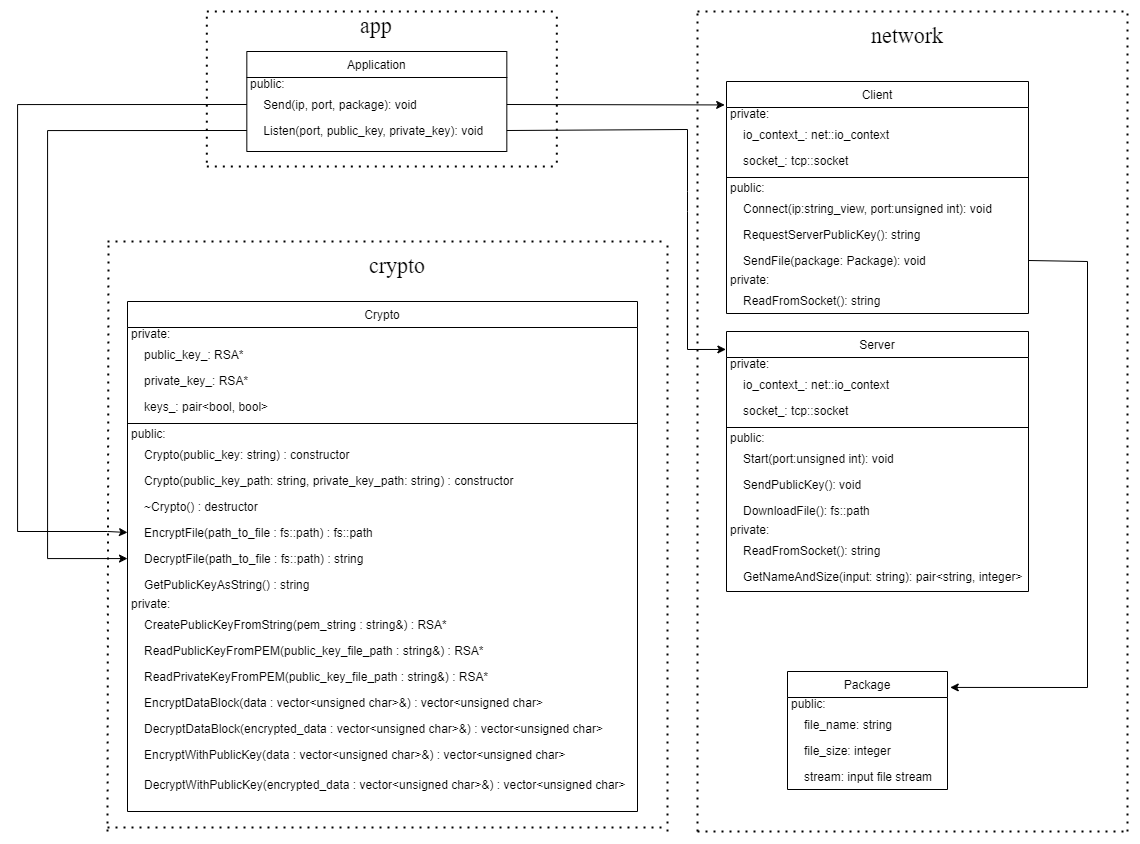 app
Application
public:
Send(ip, port, package): void
Listen(port, public_key, private_key): void
network
Client
private:
io_context_: net::io_context
socket_: tcp::socket
public:
Connect(ip:string_view, port:unsigned int): void
RequestServerPublicKey(): string
SendFile(package: Package): void
private:
ReadFromSocket(): string
Server
private:
io_context_: net::io_context
socket_: tcp::socket
public:
Start(port:unsigned int): void
SendPublicKey(): void
DownloadFile(): fs::path
private:
ReadFromSocket(): string
GetNameAndSize(input: string): pair<string, integer>
Package
public:
file_name: string
file_size: integer
stream: input file stream
crypto
Crypto
private:
public_key_: RSA*
private_key_: RSA*
keys_: pair<bool, bool>
public:
Crypto(public_key: string) : constructor
Crypto(public_key_path: string, private_key_path: string) : constructor
~Crypto() : destructor
EncryptFile(path_to_file : fs::path) : fs::path
DecryptFile(path_to_file : fs::path) : string
GetPublicKeyAsString() : string
private:
CreatePublicKeyFromString(pem_string : string&) : RSA*
ReadPublicKeyFromPEM(public_key_file_path : string&) : RSA*
ReadPrivateKeyFromPEM(public_key_file_path : string&) : RSA*
EncryptDataBlock(data : vector<unsigned char>&) : vector<unsigned char>
DecryptDataBlock(encrypted_data : vector<unsigned char>&) : vector<unsigned char>
EncryptWithPublicKey(data : vector<unsigned char>&) : vector<unsigned char>
DecryptWithPublicKey(encrypted_data : vector<unsigned char>&) : vector<unsigned char>